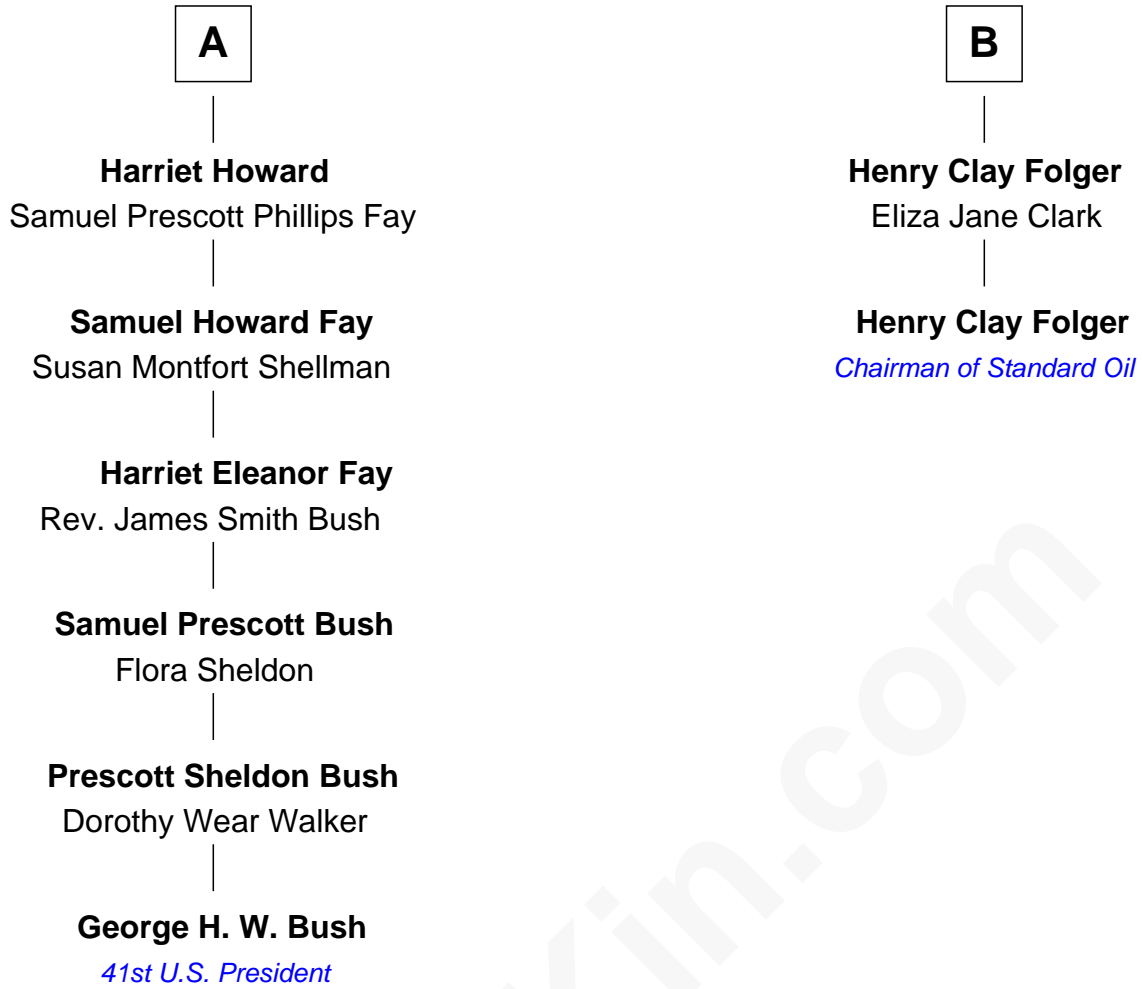 A
Harriet Howard
Samuel Prescott Phillips Fay
Samuel Howard Fay
Susan Montfort Shellman
Harriet Eleanor Fay
Rev. James Smith Bush
Samuel Prescott Bush
Flora Sheldon
Prescott Sheldon Bush
Dorothy Wear Walker
George H. W. Bush
41st U.S. President
B
Henry Clay Folger
Eliza Jane Clark
Henry Clay Folger
Chairman of Standard Oil
Kin.com